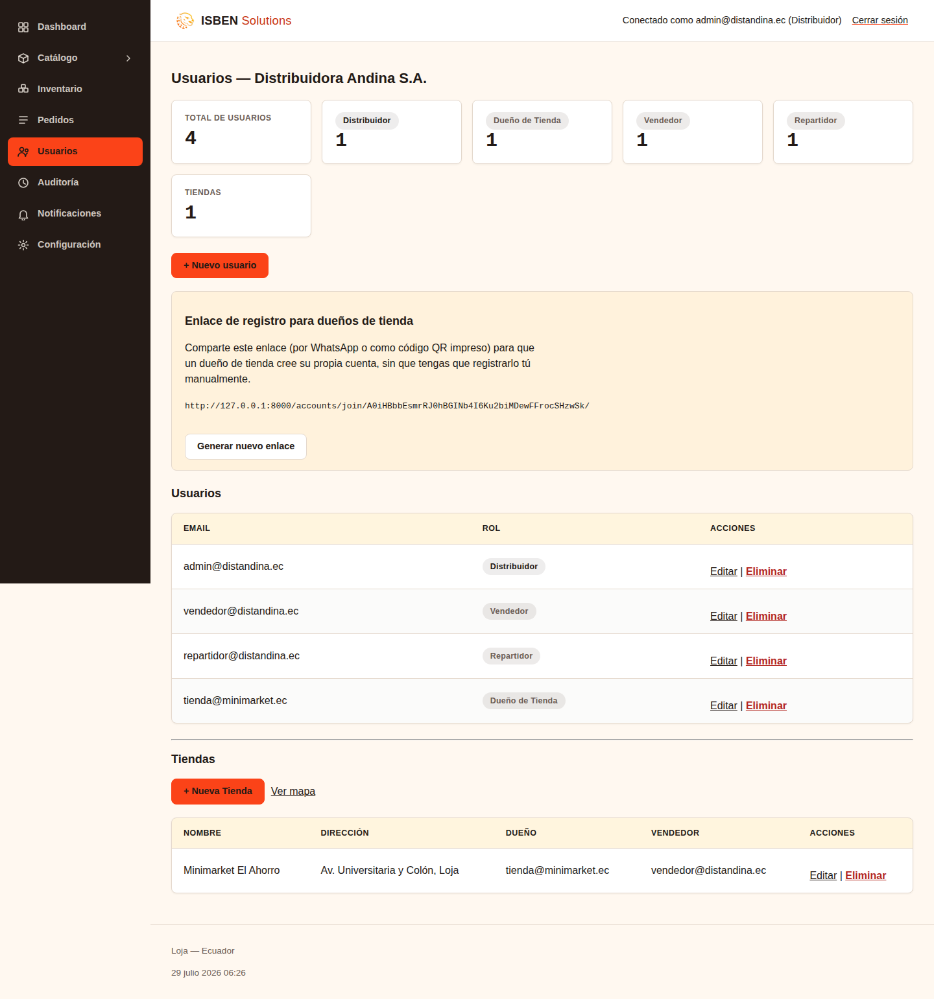 Dashboard
Catálogo
Inventario
Pedidos
Usuarios
Auditoría
Notificaciones
Configuración
ISBEN Solutions
Conectado como admin@distandina.ec (Distribuidor) Cerrar sesión
Usuarios — Distribuidora Andina S.A.
TOTAL DE USUARIOS
4
Distribuidor
1
Dueño de Tienda
1
Vendedor
1
Repartidor
1
TIENDAS
1
+ Nuevo usuario
Enlace de registro para dueños de tienda
Comparte este enlace (por WhatsApp o como código QR impreso) para que
un dueño de tienda cree su propia cuenta, sin que tengas que registrarlo tú
manualmente.
http://127.0.0.1:8000/accounts/join/A0iHBbbEsmrRJ0hBGINb4I6Ku2biMDewFFrocSHzwSk/
Generar nuevo enlace
Usuarios
EMAIL ROL ACCIONES
admin@distandina.ec Distribuidor Editar | Eliminar
vendedor@distandina.ec Vendedor Editar | Eliminar
repartidor@distandina.ec Repartidor Editar | Eliminar
tienda@minimarket.ec Dueño de Tienda Editar | Eliminar
Tiendas
+ Nueva Tienda Ver mapa
NOMBRE DIRECCIÓN DUEÑO VENDEDOR ACCIONES
Minimarket El Ahorro Av. Universitaria y Colón, Loja tienda@minimarket.ec vendedor@distandina.ec Editar | Eliminar
Loja — Ecuador
29 julio 2026 06:26